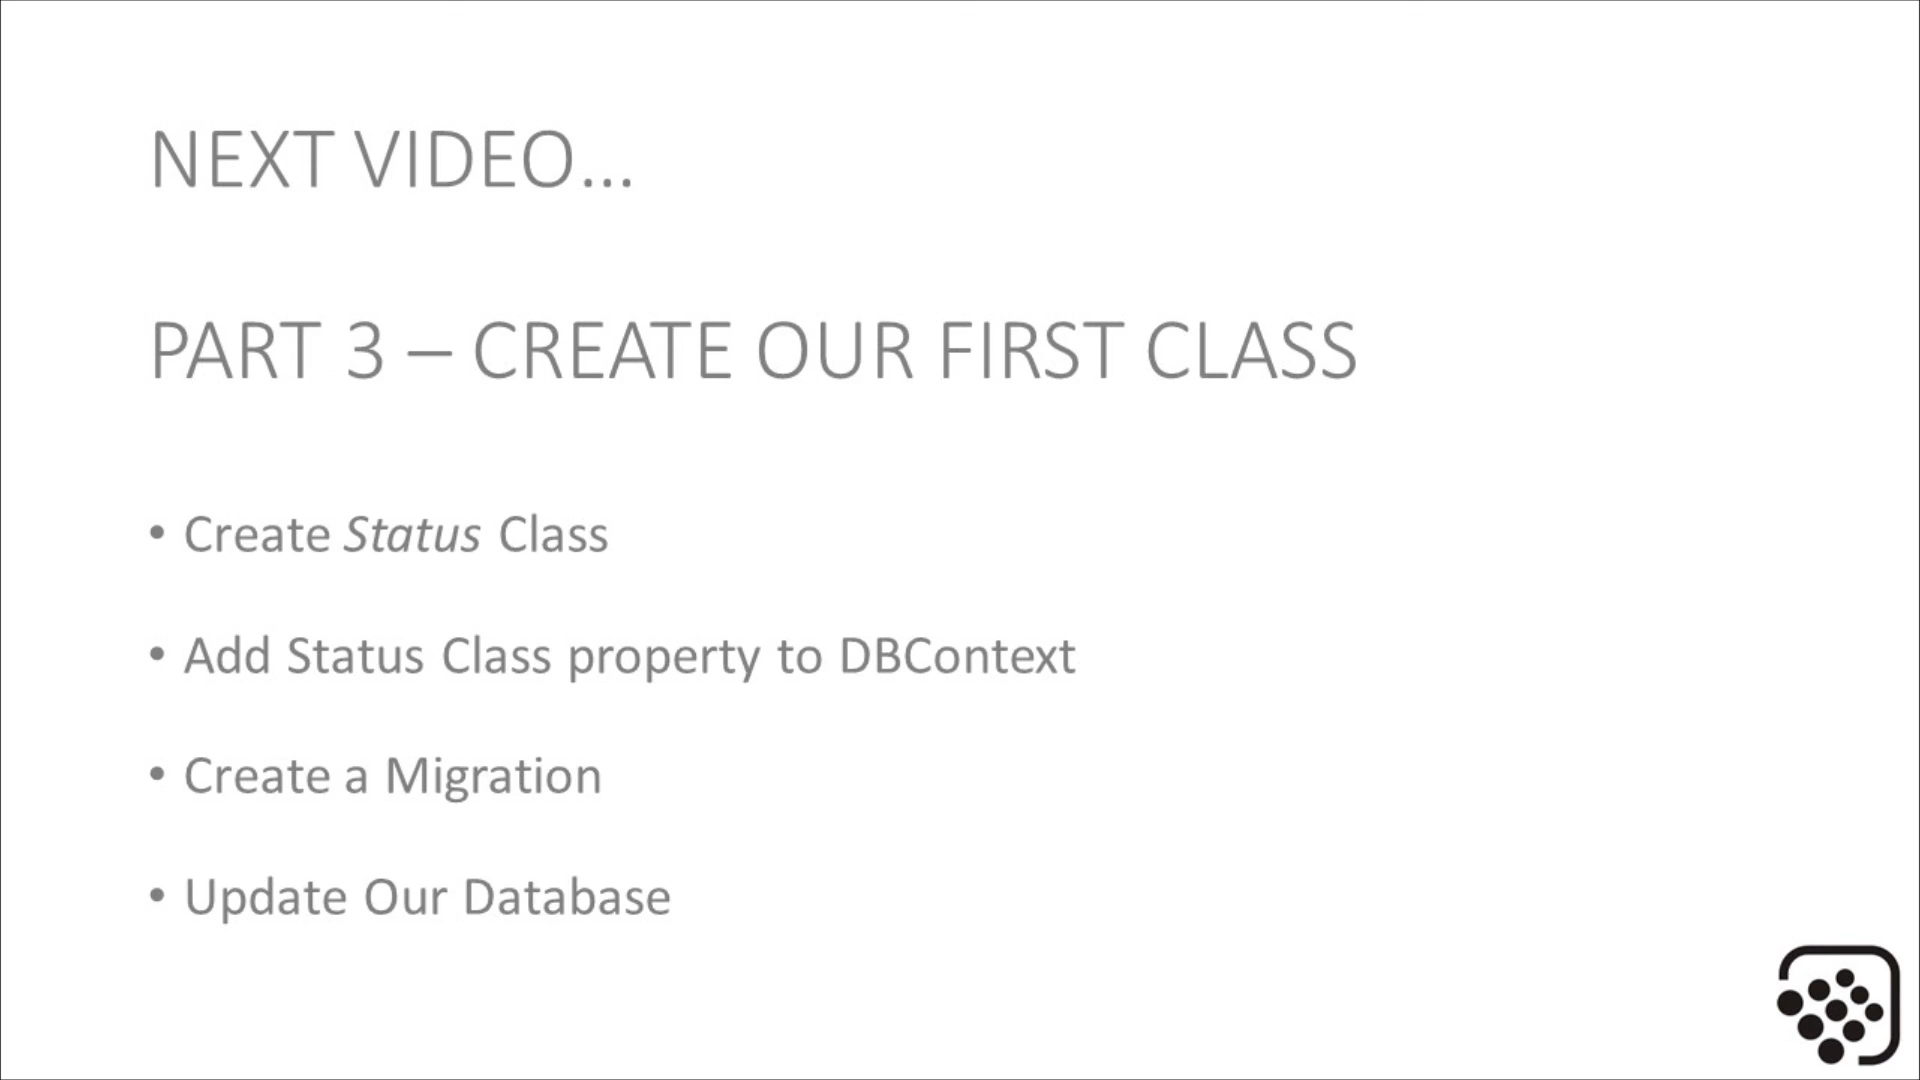 NEXT VIDEO...
PART 3 – CREATE OUR FIRST CLASS
• Create Status Class
• Add Status Class property to DBContext
• Create a Migration
• Update Our Database